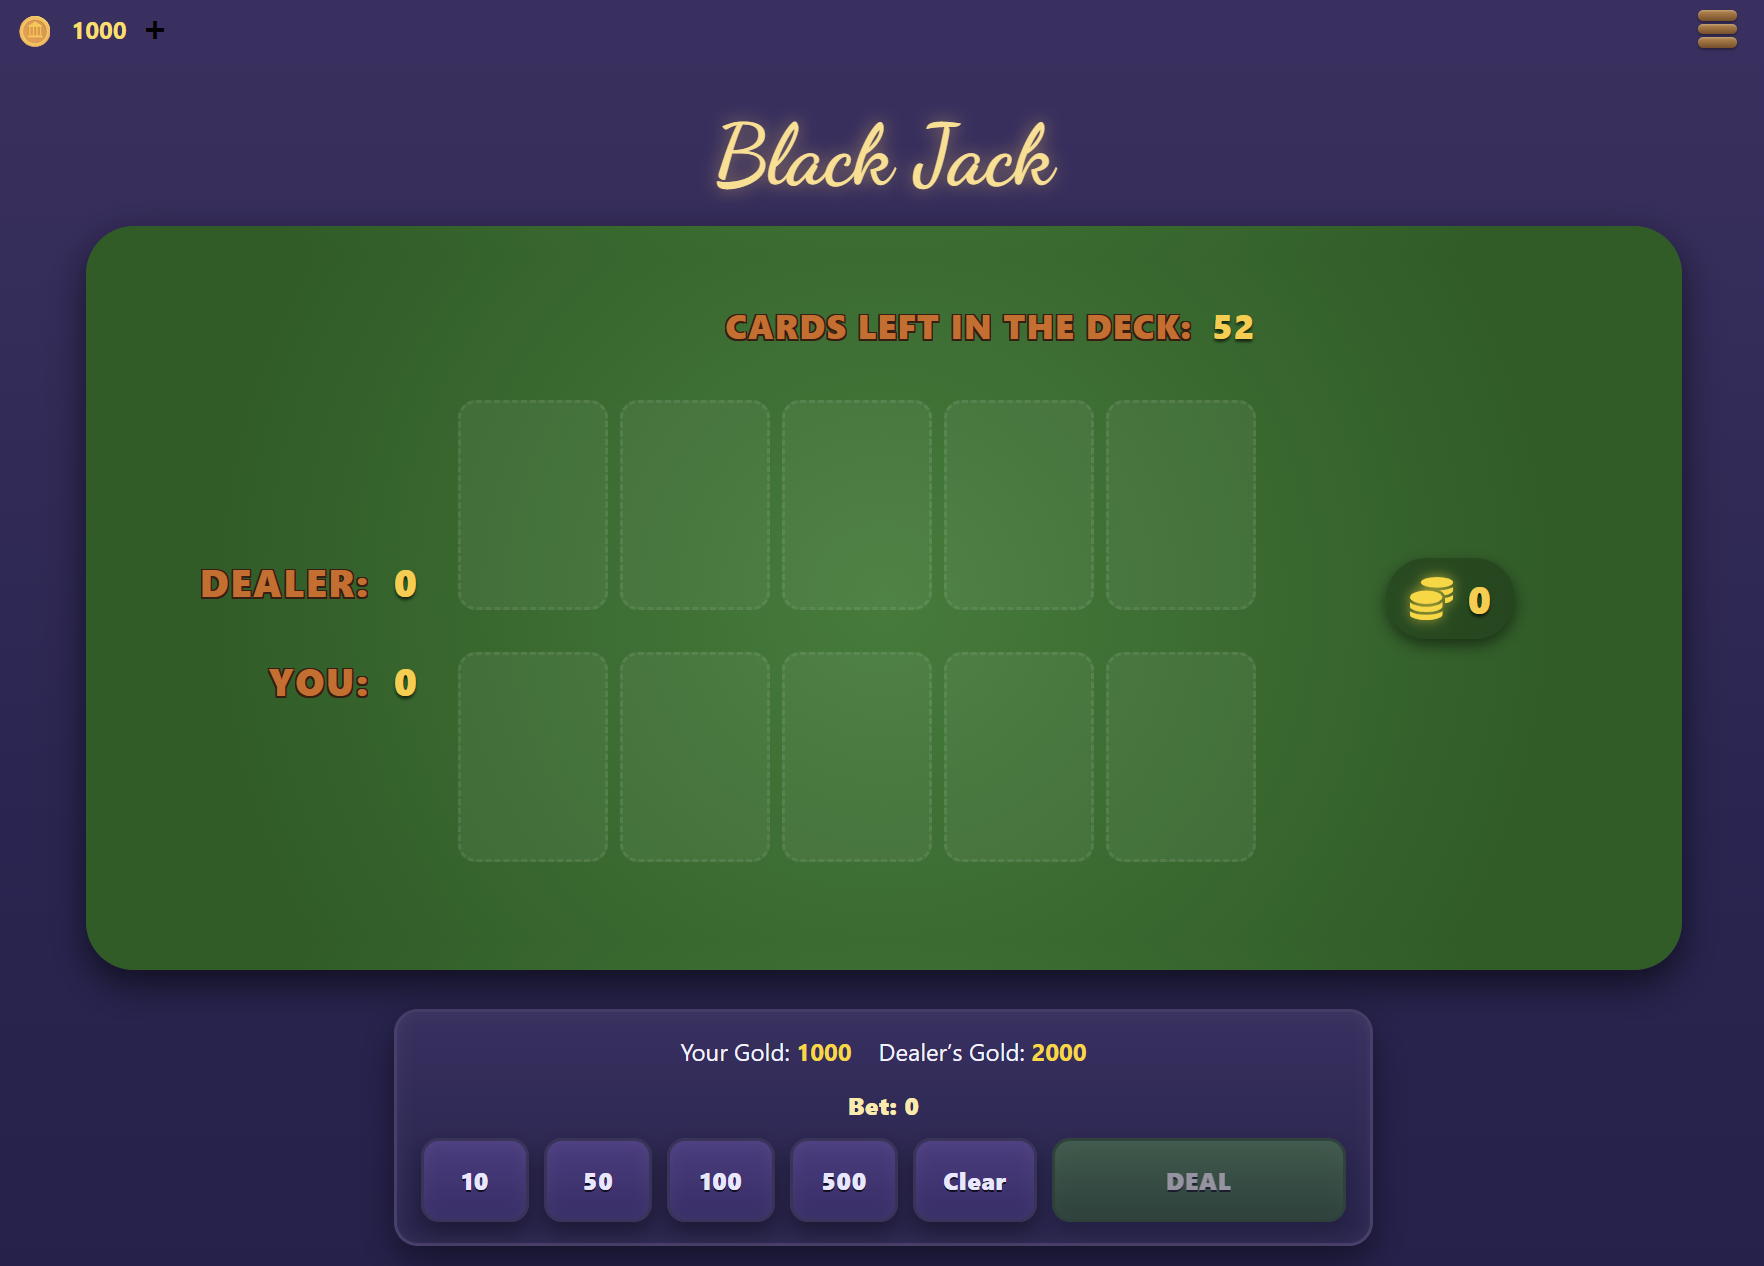 1000 +
Black Jack
CARDS LEFT IN THE DECK: 52
DEALER: 0
0
YOU: 0
Your Gold: 1000 Dealer’s Gold: 2000
Bet: 0
10 50 100 500 Clear DEAL